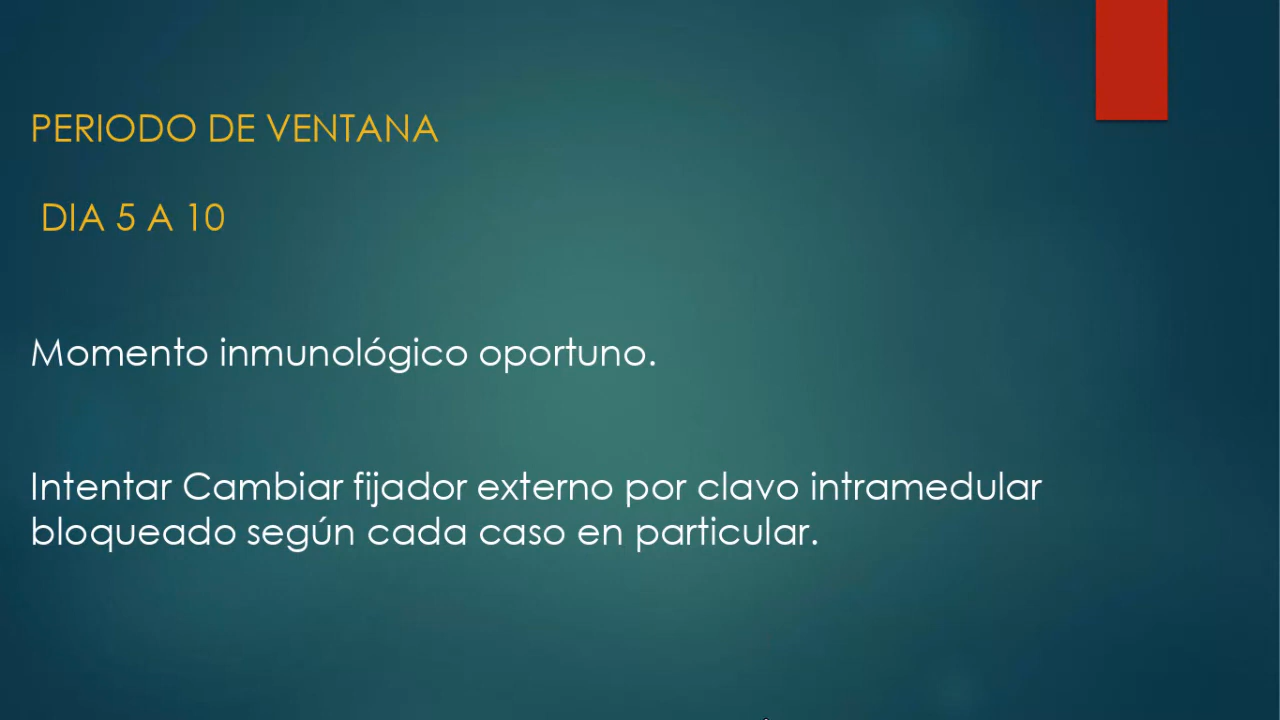 PERIODO DE VENTANA
DIA 5 A 10
Momento inmunológico oportuno.
Intentar Cambiar fijador externo por clavo intramedular
bloqueado según cada caso en particular.